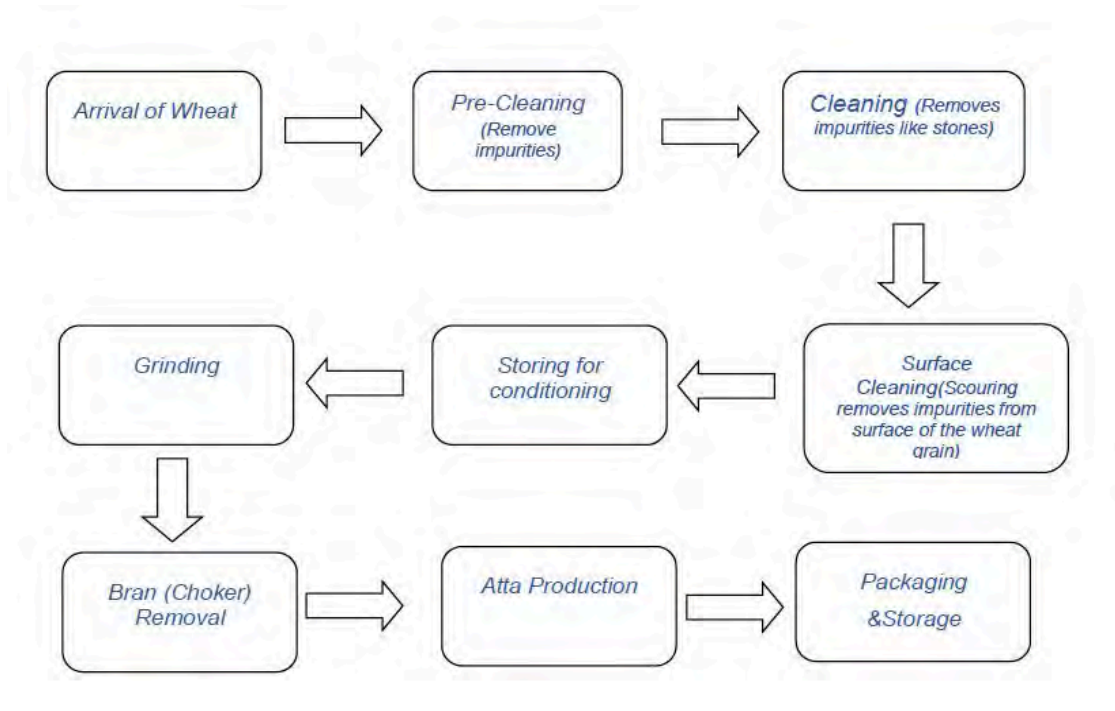 Arrival of Wheat
Pre-Cleaning
(Remove
impurities)
Cleaning (Removes
impurities like stones)
Surface
Cleaning(Scouring
removes impurities from
surface of the wheat
grain)
Storing for
conditioning
Grinding
Bran (Choker)
Removal
Atta Production
Packaging
&Storage